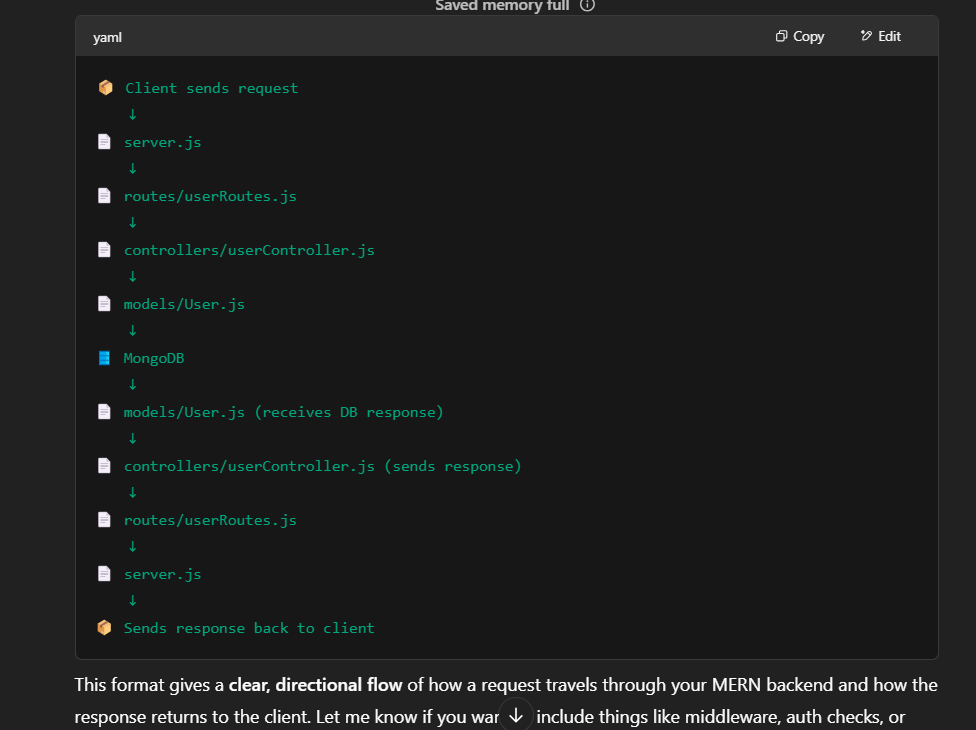 Saved memory full
yaml
Copy
Edit
📦 Client sends request
↓
📄 server.js
↓
📄 routes/userRoutes.js
↓
📄 controllers/userController.js
↓
📄 models/User.js
↓
📘 MongoDB
↓
📄 models/User.js (receives DB response)
↓
📄 controllers/userController.js (sends response)
↓
📄 routes/userRoutes.js
↓
📄 server.js
↓
📦 Sends response back to client
This format gives a clear, directional flow of how a request travels through your MERN backend and how the
response returns to the client. Let me know if you include things like middleware, auth checks, or